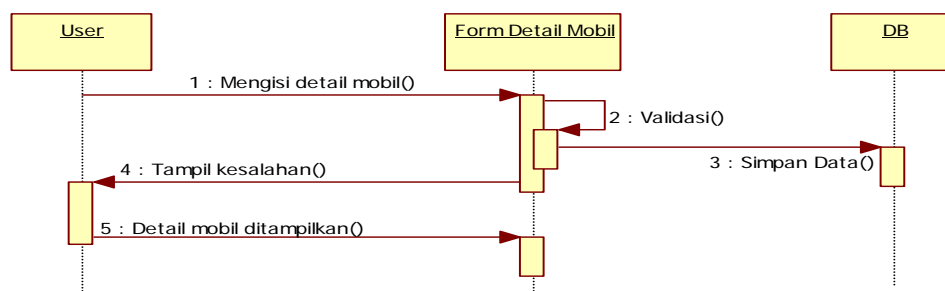 User
Form Detail Mobil
DB
1 : Mengisi detail mobil()
2 : Validasi()
3 : Simpan Data()
4 : Tampil kesalahan()
5 : Detail mobil ditampilkan()